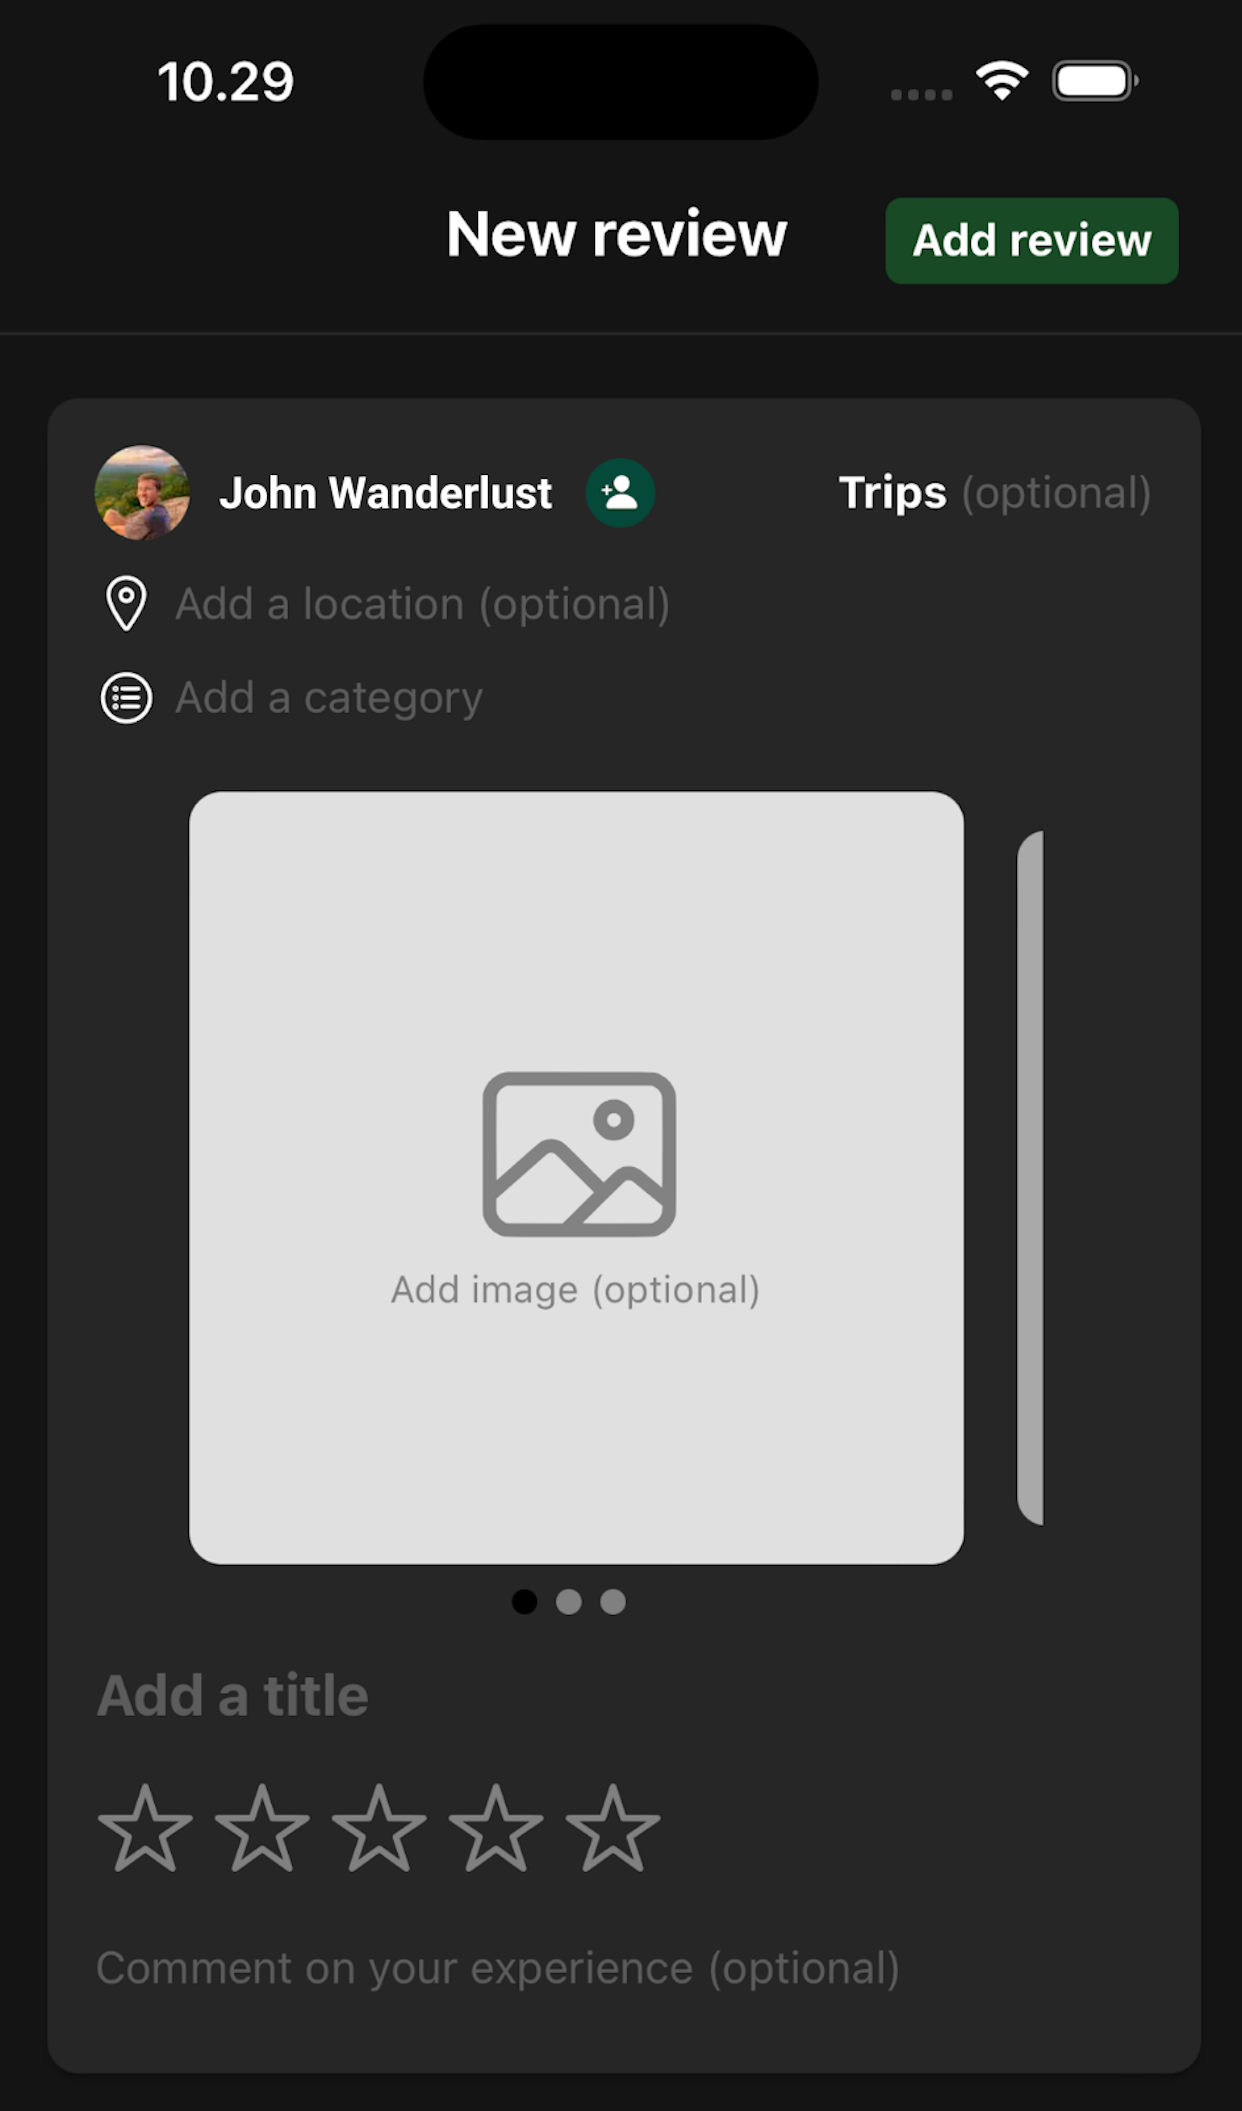 10.29
New review
Add review
John Wanderlust
Trips (optional)
Add a location (optional)
Add a category
Add image (optional)
Add a title
Comment on your experience (optional)